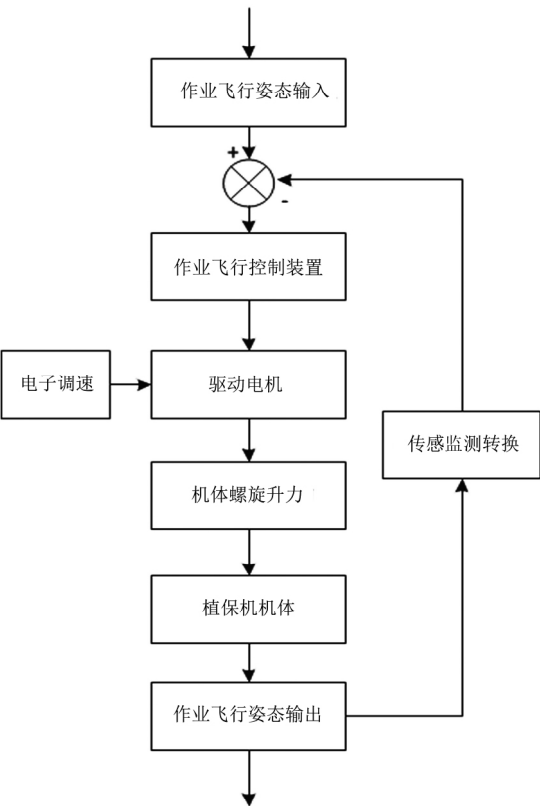 作业飞行姿态输入
+
-
作业飞行控制装置
电子调速
驱动电机
传感监测转换
机体螺旋升力
植保机机体
作业飞行姿态输出